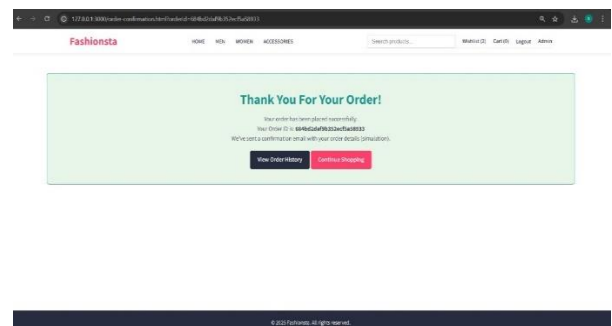 127.0.0.1:3000/order-confirmation.html?orderId=
Fashionsta HOME MEN WOMEN ACCESSORIES Search products... Wishlist (2) Cart (0) Logout Admin
Thank You For Your Order!
Your order has been placed successfully.
Your Order ID is:
We've sent a confirmation email with your order details (simulation).
View Order History Continue Shopping
© 2025 Fashionsta. All rights reserved.